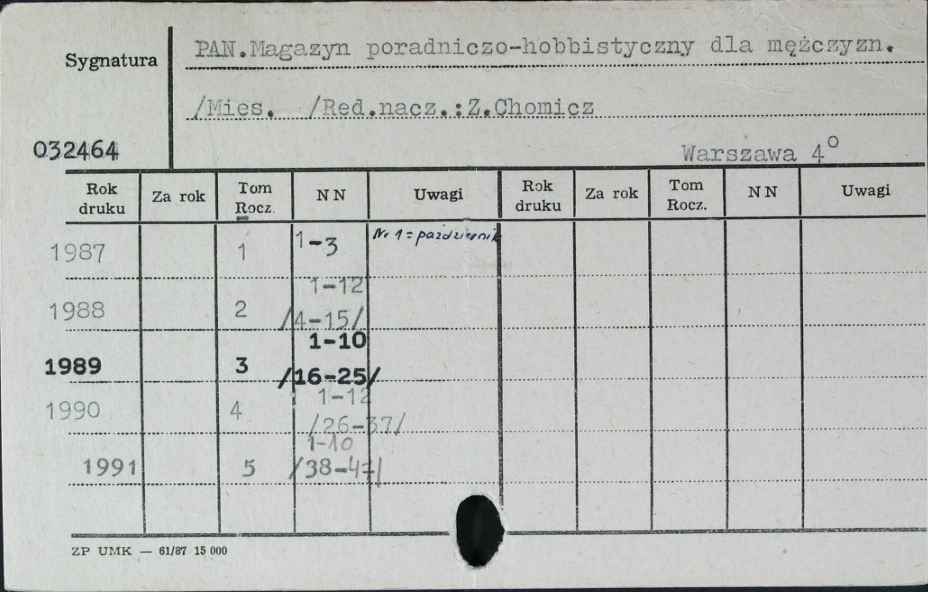 Sygnatura
PAN.Magazyn poradniczo-hobbistyczny dla mężczyzn.
/Mies. /Red.nacz.:Z.Chomicz
032464
Warszawa 4°
Rok druku Za rok Tom Rocz. NN Uwagi Rok druku Za rok Tom Rocz. NN Uwagi
1987 1 1-3 Nr 1 = październik
1-12
1988 2 /4-15/
1-10
1989 3 /16-25/
1-12
1990 4 /26-37/
1-10
1991 5 /38-47/
ZP UMK — 61/87 15 000